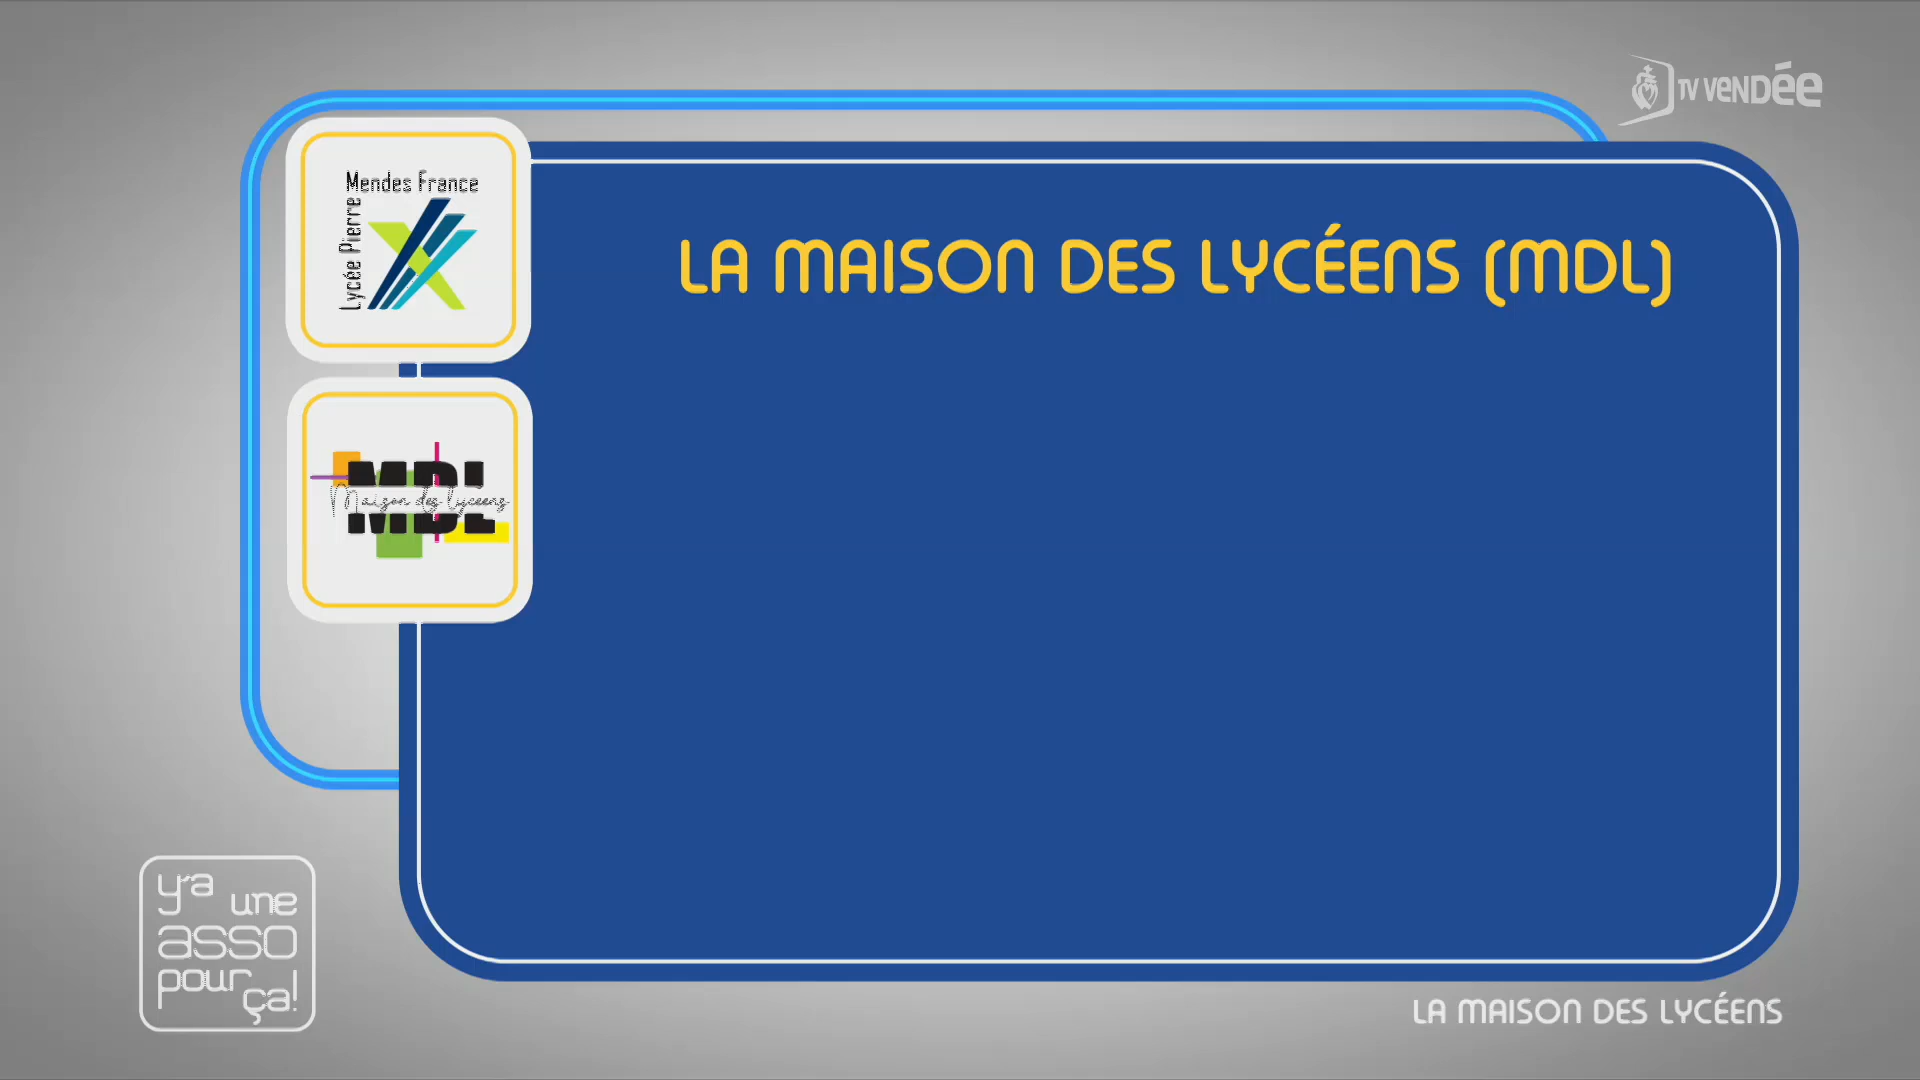 TV VENDÉE
Mendes France
Lycée Pierre
LA MAISON DES LYCÉENS (MDL)
MDL
Maison des lycéens
y'a une
asso
pour ça!
LA MAISON DES LYCÉENS